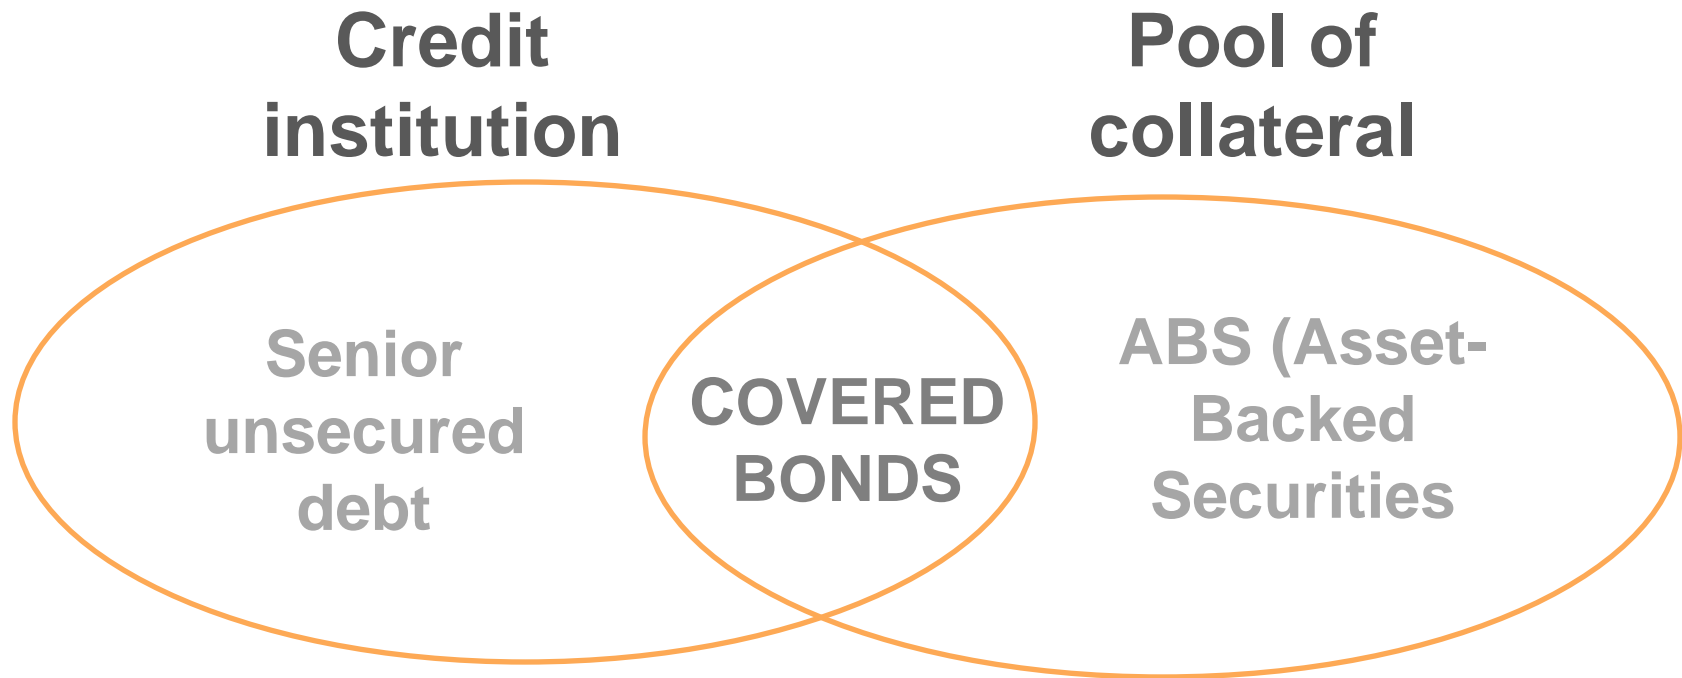 Credit
institution
Pool of
collateral
Senior
unsecured
debt
COVERED
BONDS
ABS (Asset-
Backed
Securities